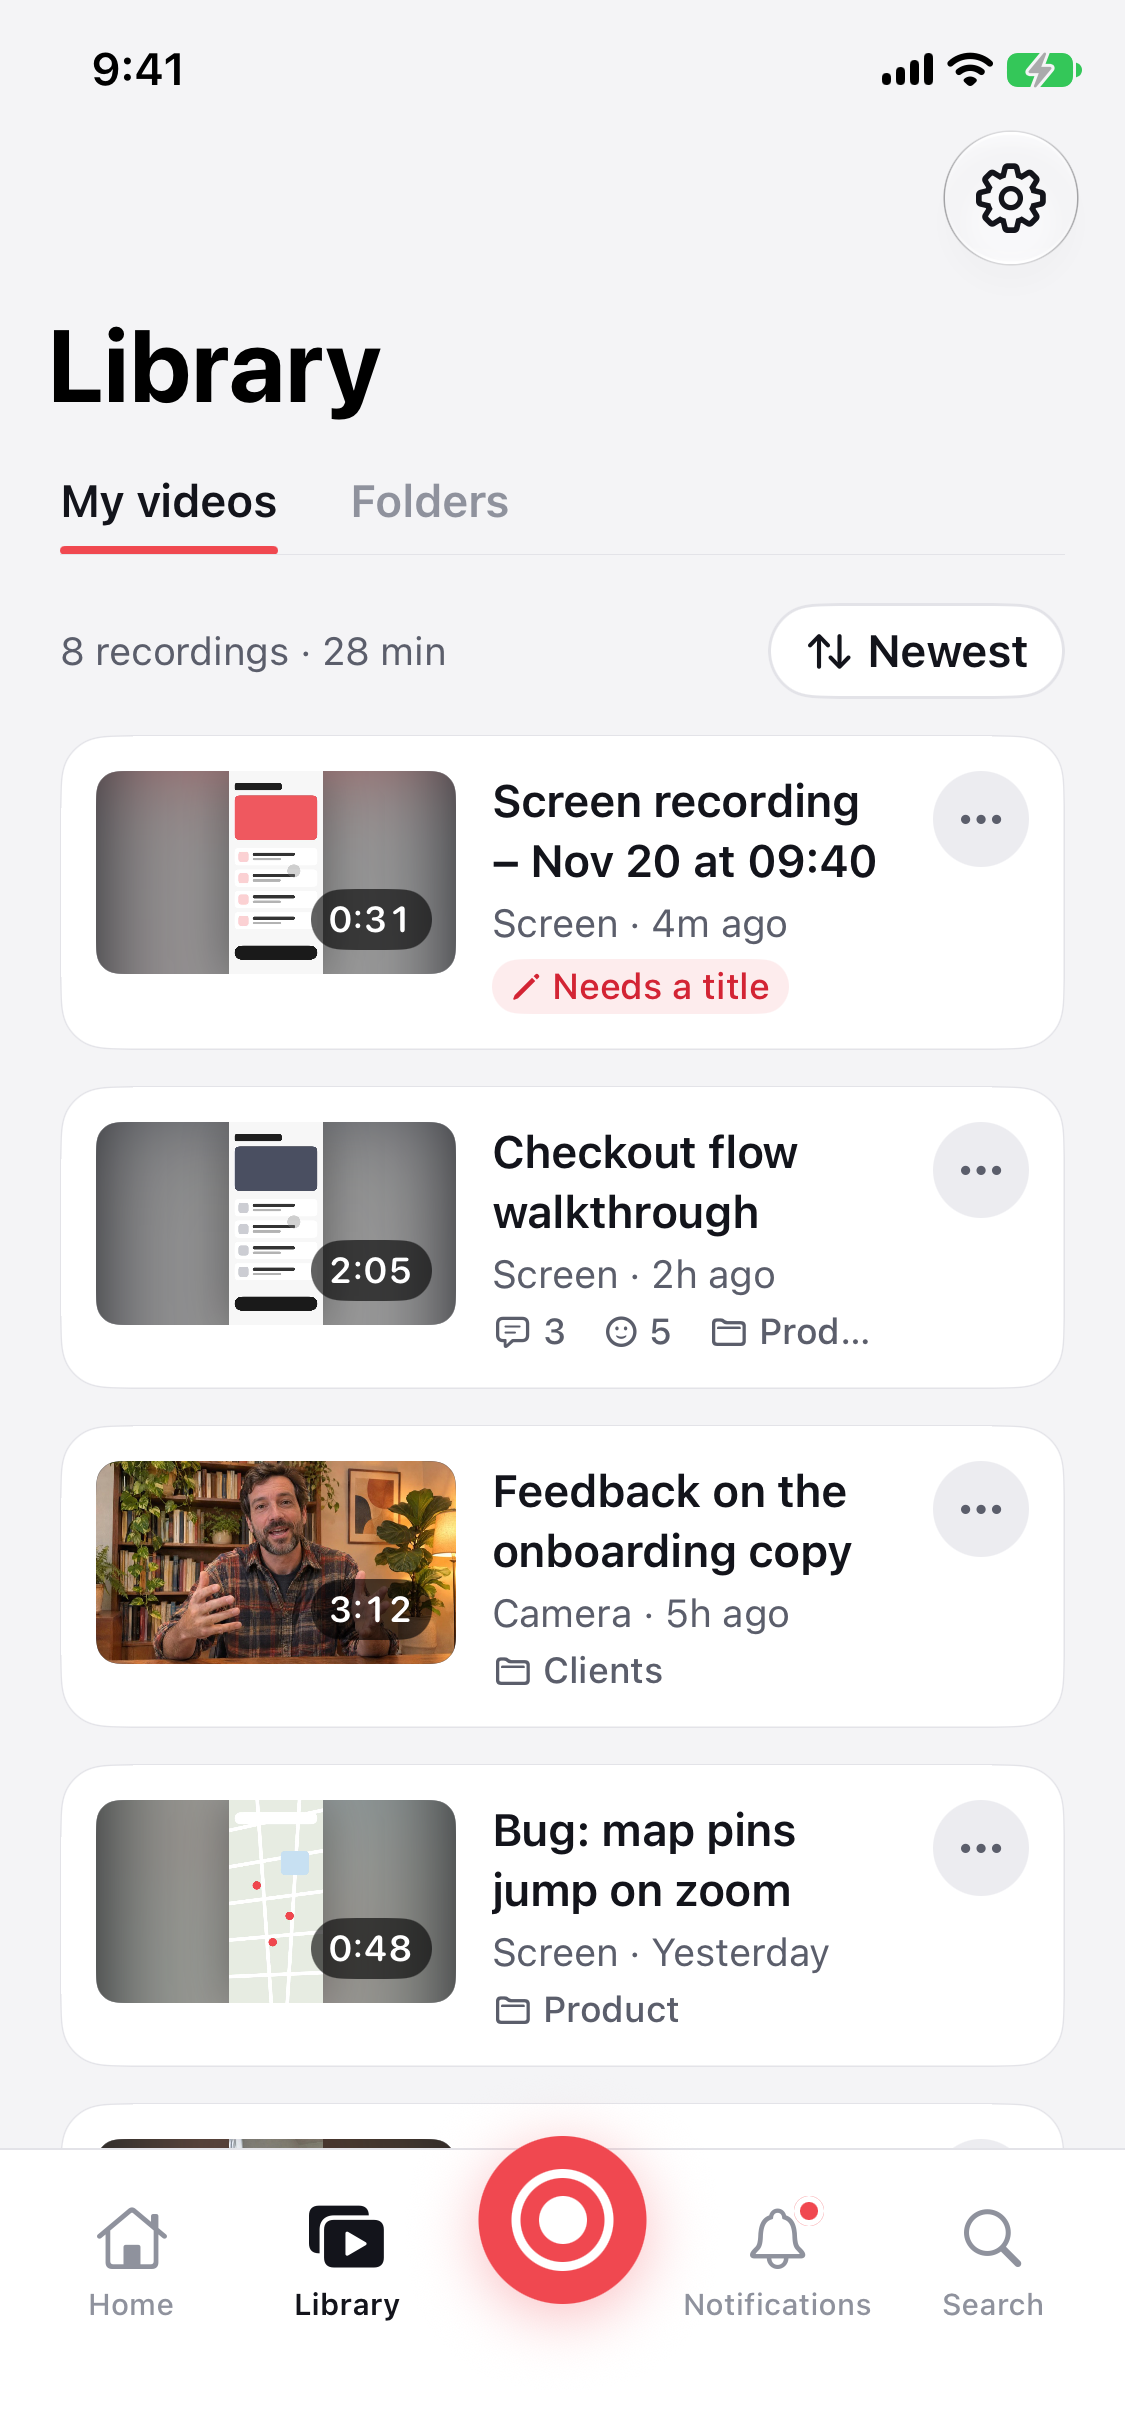 9:41
Library
My videos
Folders
8 recordings · 28 min
Newest
Screen recording
– Nov 20 at 09:40
Screen · 4m ago
Needs a title
0:31
Checkout flow
walkthrough
Screen · 2h ago
3
5
Prod...
2:05
Feedback on the
onboarding copy
Camera · 5h ago
Clients
3:12
Bug: map pins
jump on zoom
Screen · Yesterday
Product
0:48
Home
Library
Notifications
Search